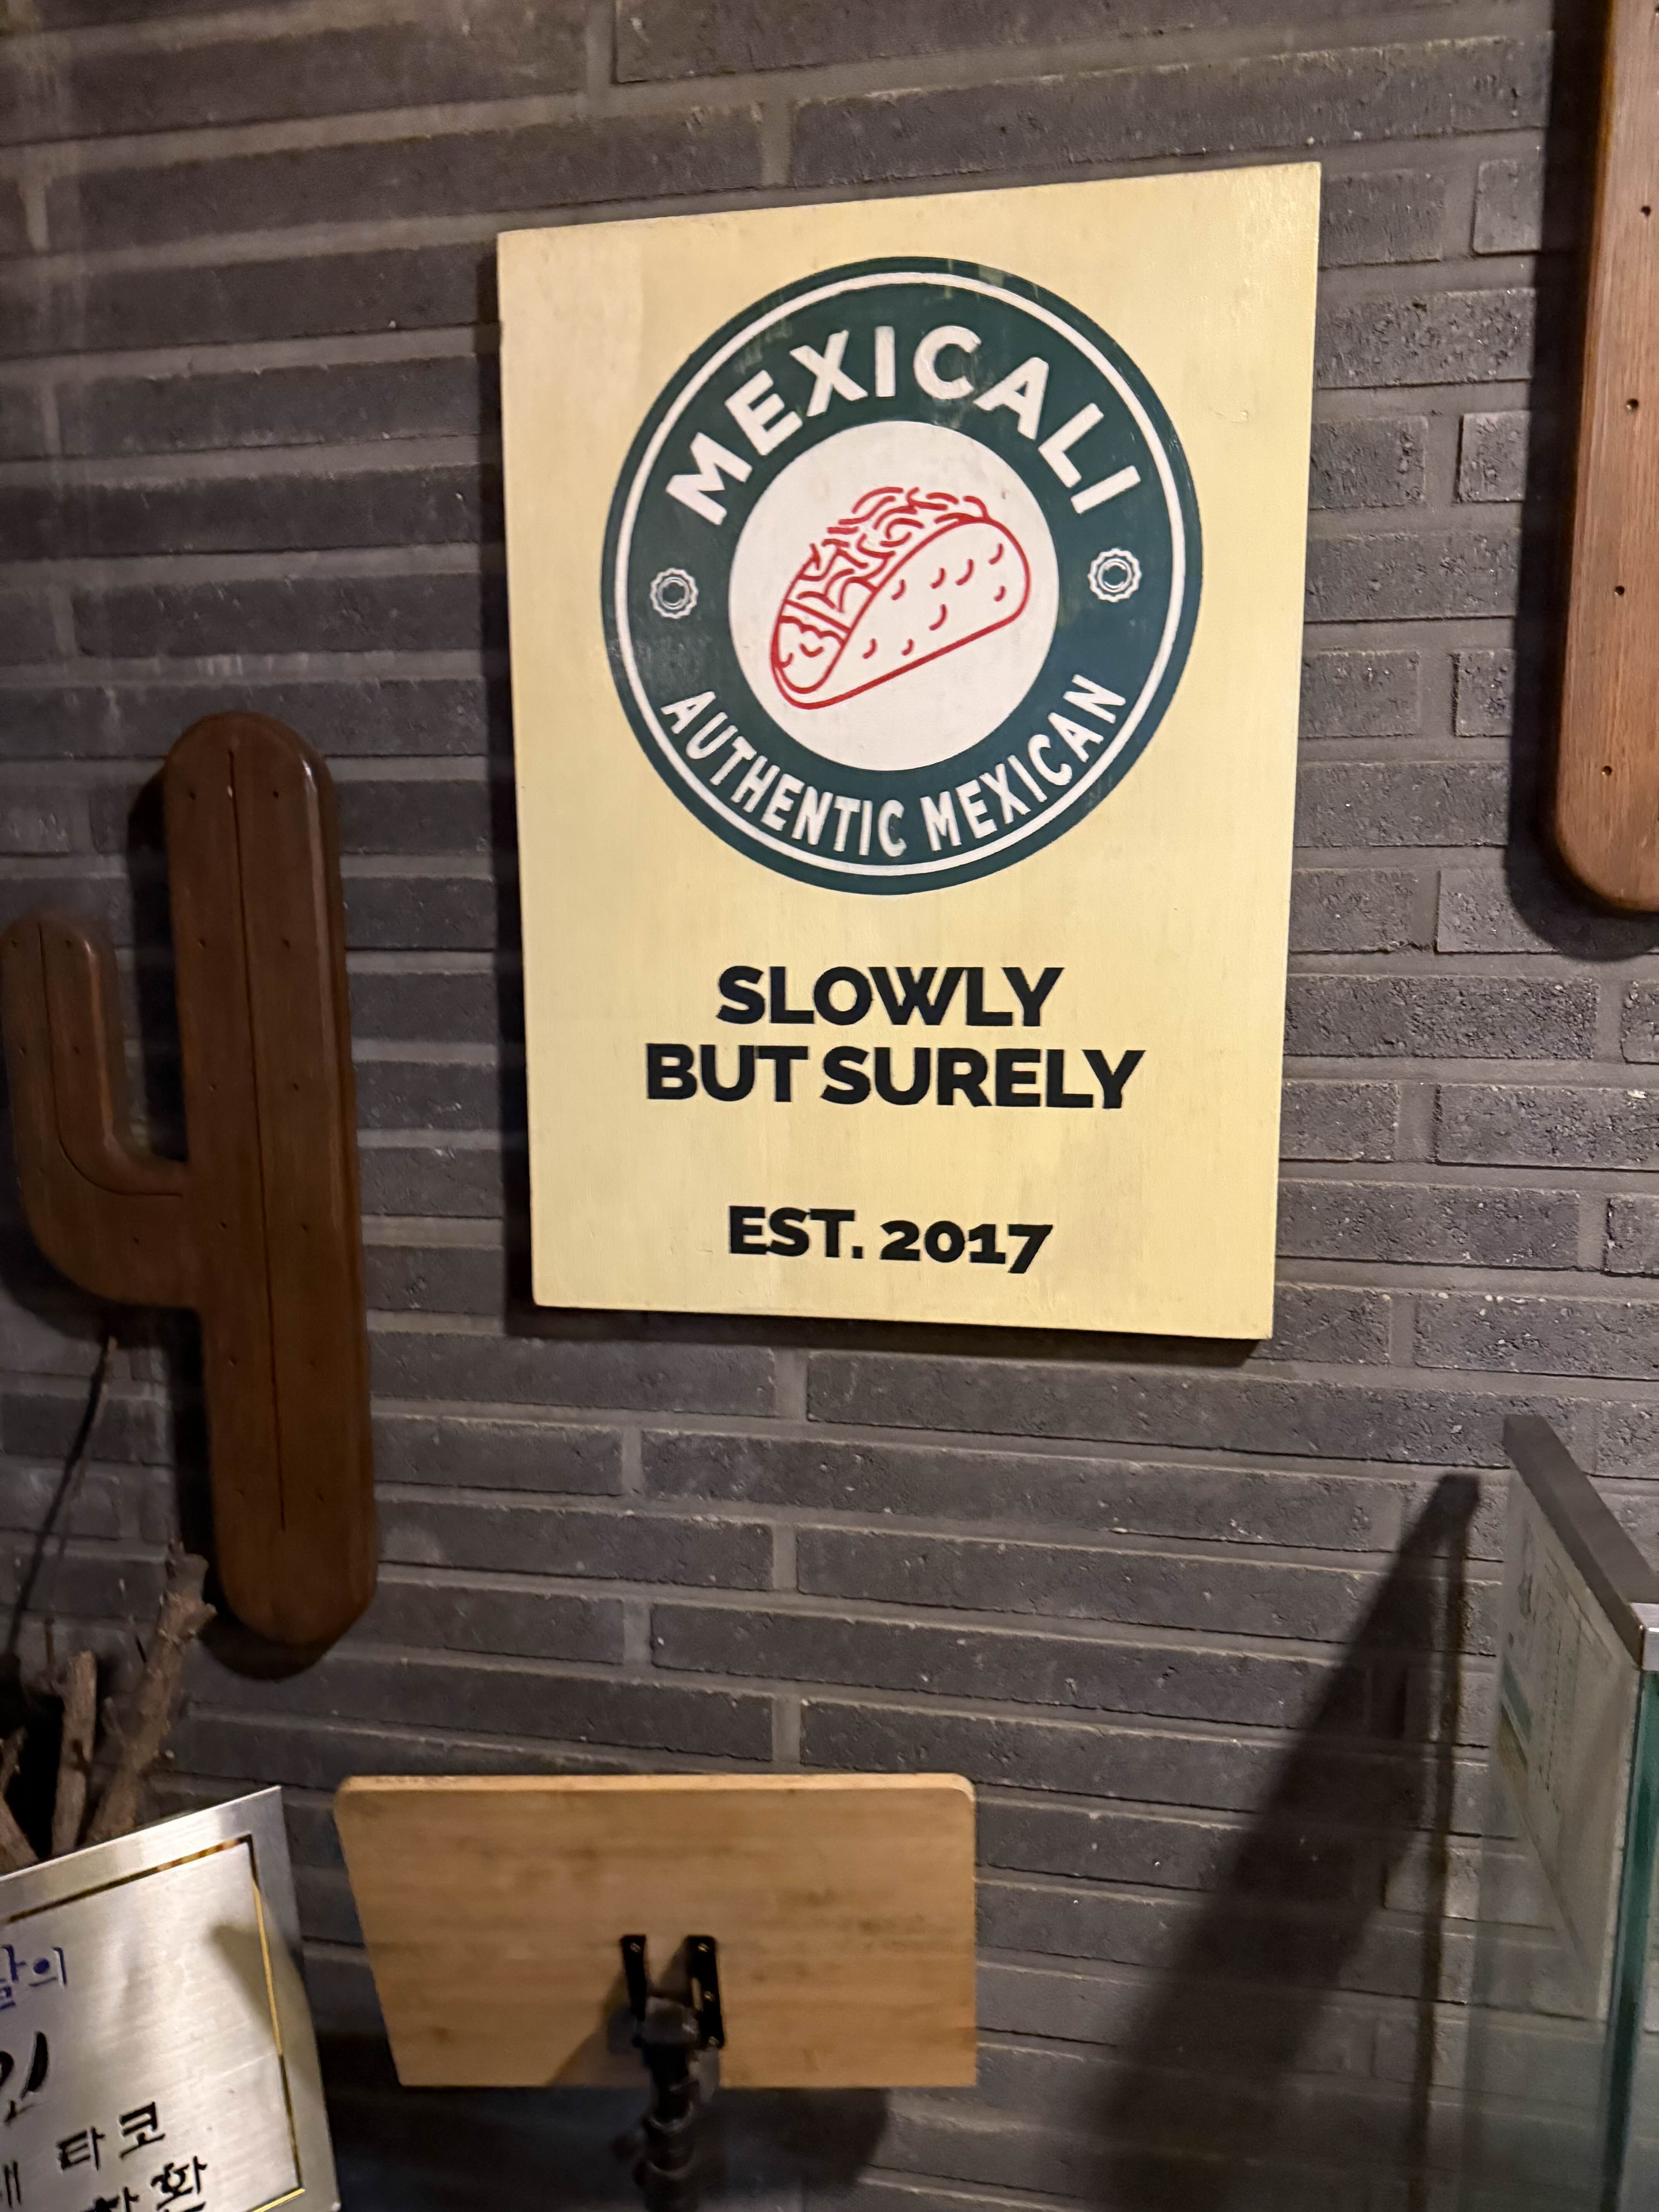 MEXICALI
AUTHENTIC MEXICAN
SLOWLY
BUT SURELY
EST. 2017
타코